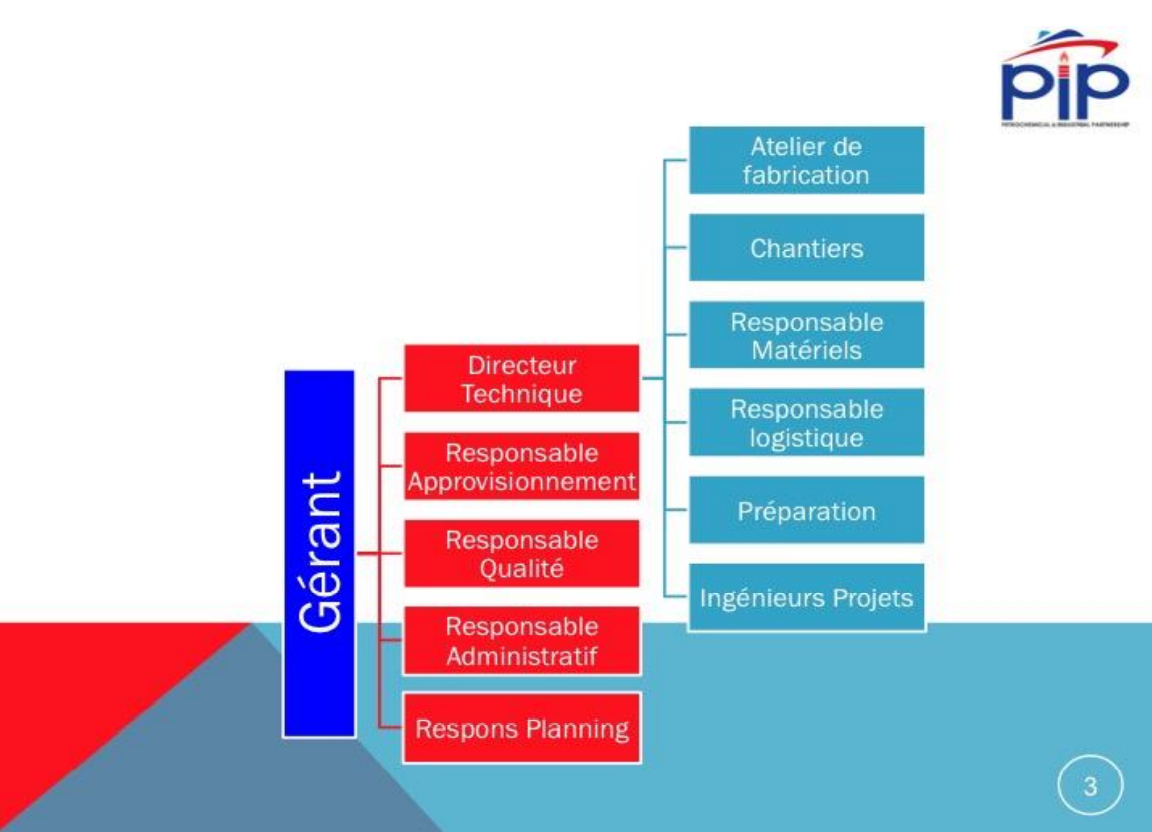 pip
PETROCHEMICAL & INDUSTRIAL PARTNERSHIP
Gérant
Directeur
Technique
Responsable
Approvisionnement
Responsable
Qualité
Responsable
Administratif
Respons Planning
Atelier de
fabrication
Chantiers
Responsable
Matériels
Responsable
logistique
Préparation
Ingénieurs Projets
3